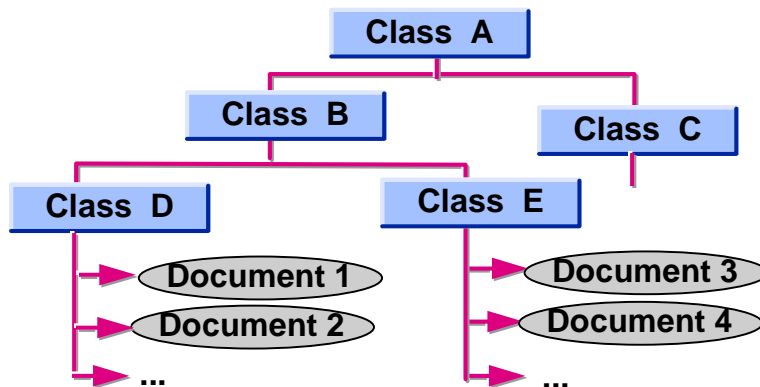 Class A
Class B
Class C
Class D
Class E
Document 1
Document 3
Document 2
Document 4
...
...